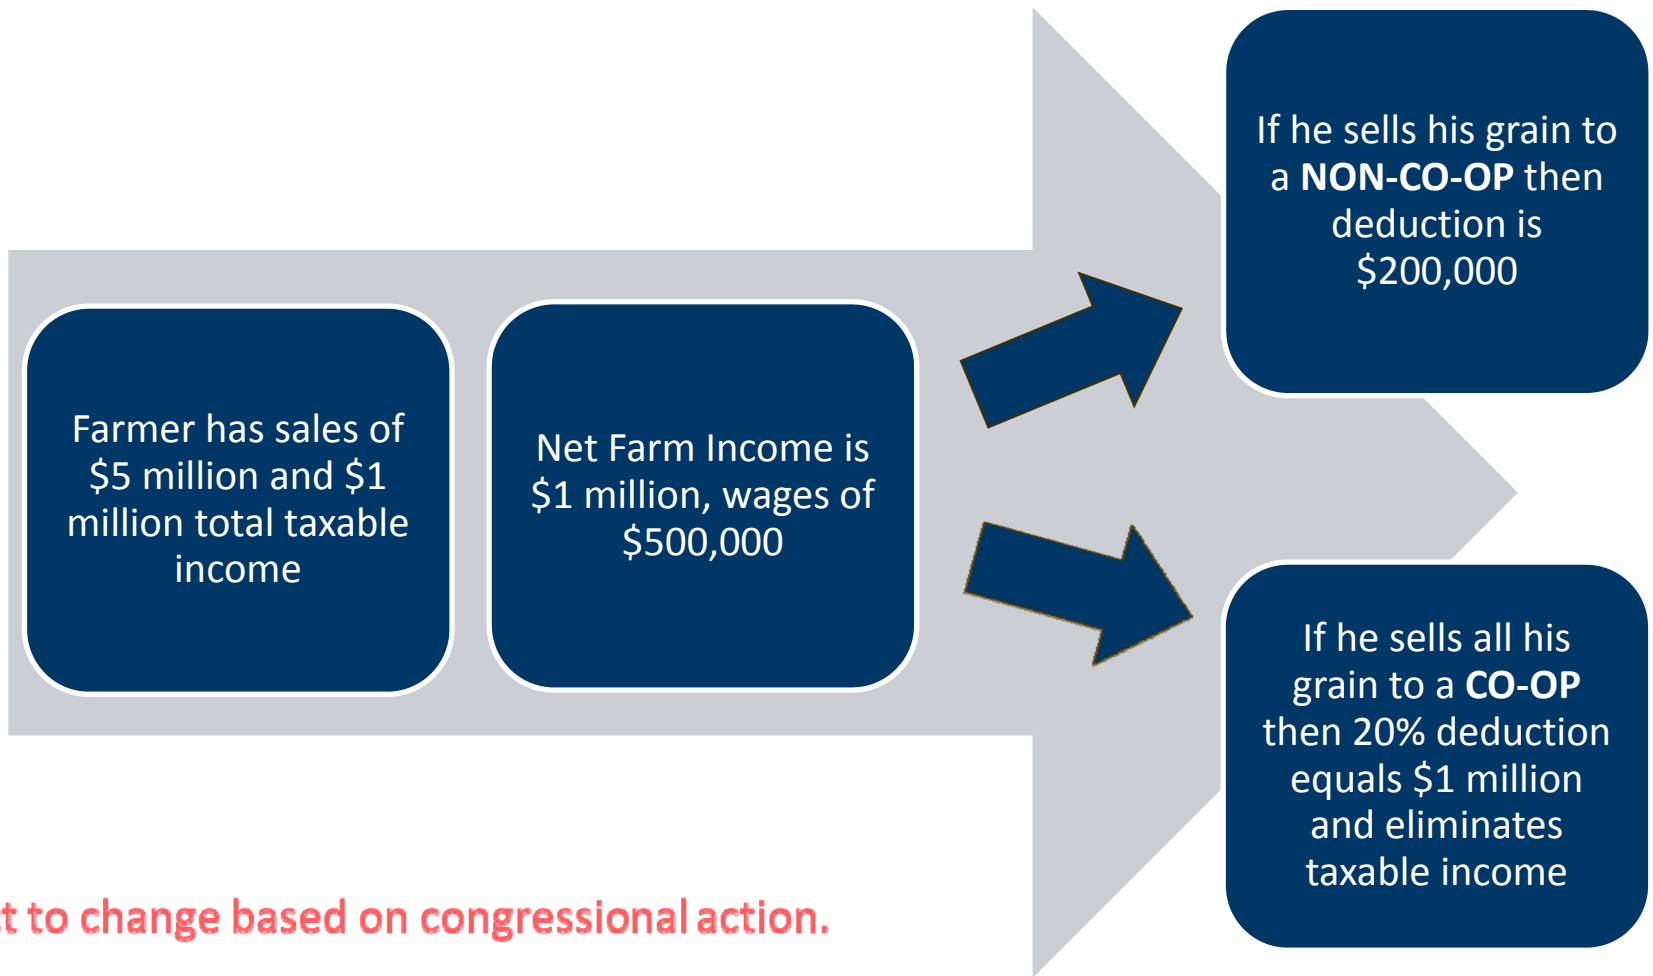 Farmer has sales of
$5 million and $1
million total taxable
income
Net Farm Income is
$1 million, wages of
$500,000
If he sells his grain to
a NON-CO-OP then
deduction is
$200,000
If he sells all his
grain to a CO-OP
then 20% deduction
equals $1 million
and eliminates
taxable income
to change based on congressional action.